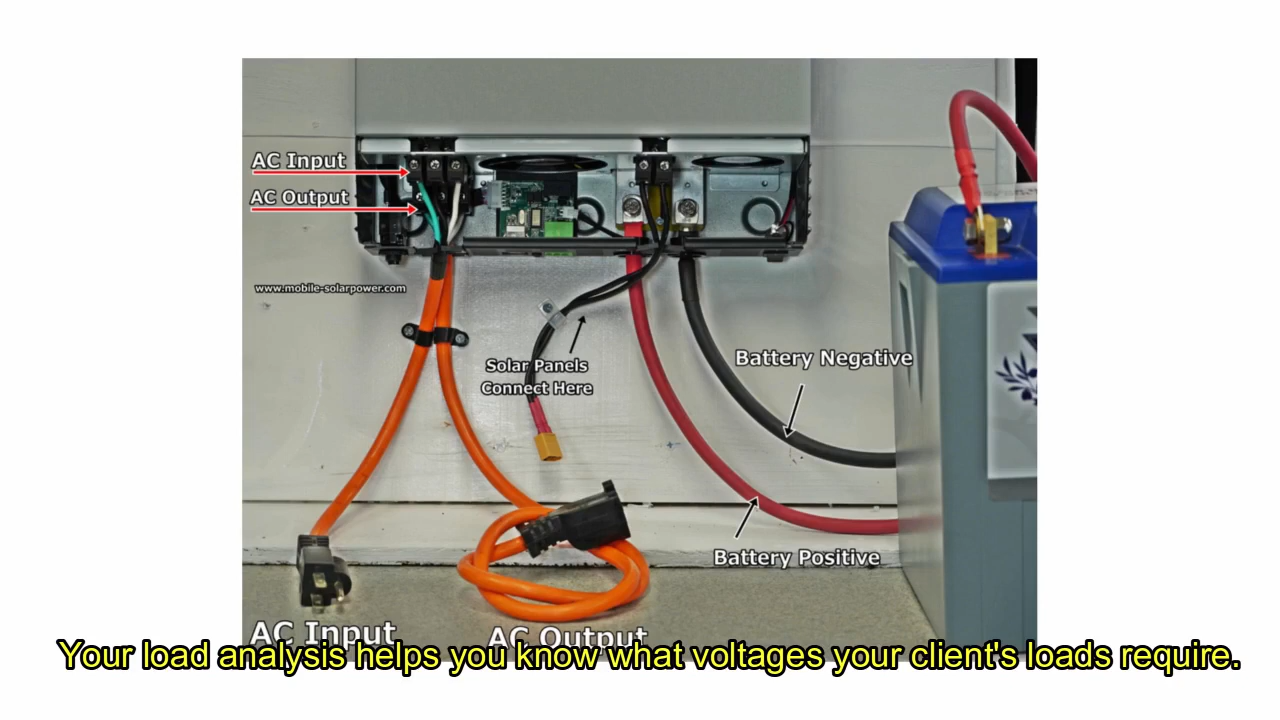 AC Input
AC Output
www.mobile-solarpower.com
Solar Panels
Connect Here
Battery Negative
Battery Positive
AC Input
AC Output
Your load analysis helps you know what voltages your client's loads require.